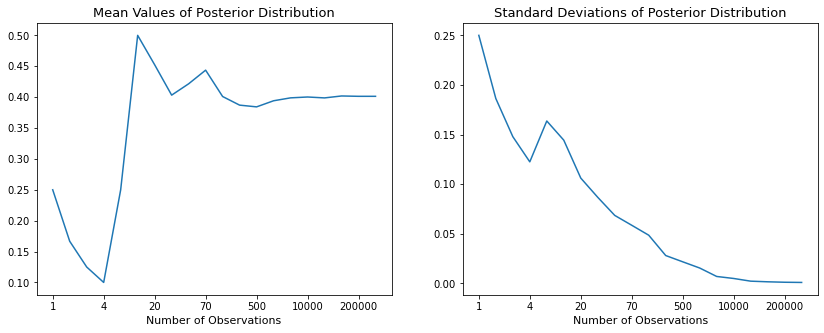 Mean Values of Posterior Distribution
0.50
0.45
0.40
0.35
0.30
0.25
0.20
0.15
0.10
1 4 20 70 500 10000 200000
Number of Observations
Standard Deviations of Posterior Distribution
0.25
0.20
0.15
0.10
0.05
0.00
1 4 20 70 500 10000 200000
Number of Observations